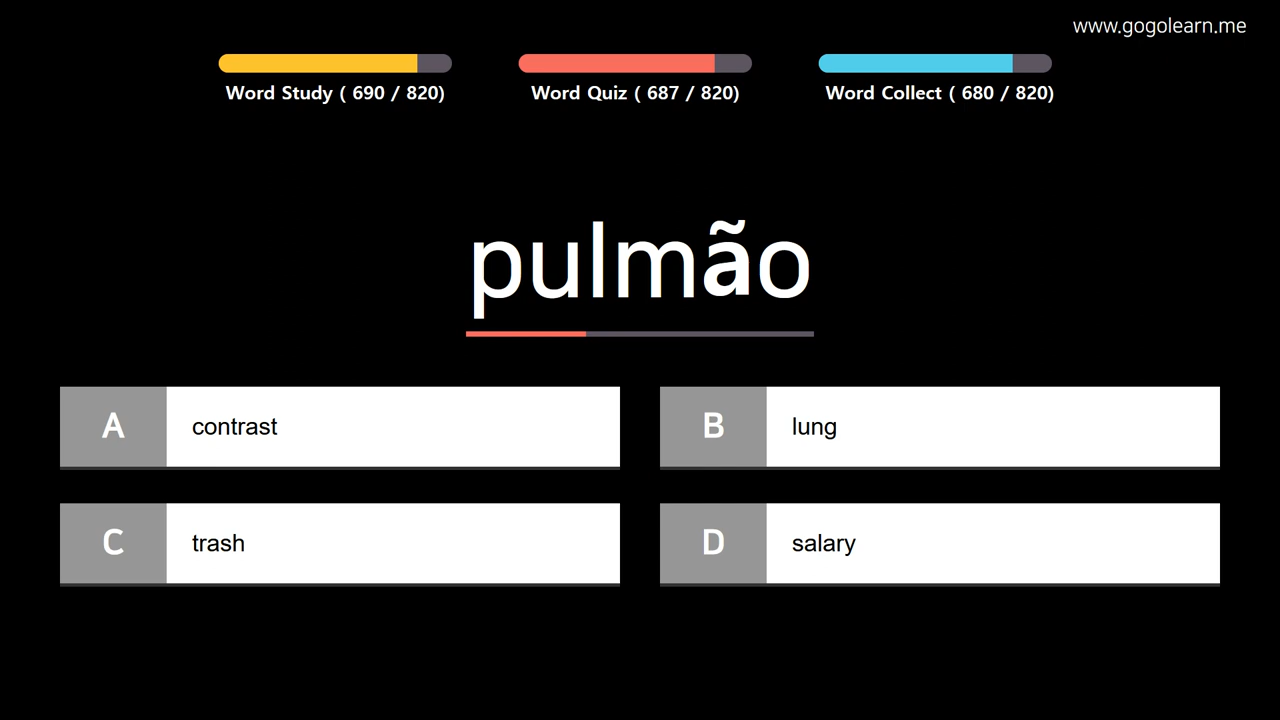 www.gogolearn.me
Word Study ( 690 / 820)
Word Quiz ( 687 / 820)
Word Collect ( 680 / 820)
pulmão
A
contrast
B
lung
C
trash
D
salary